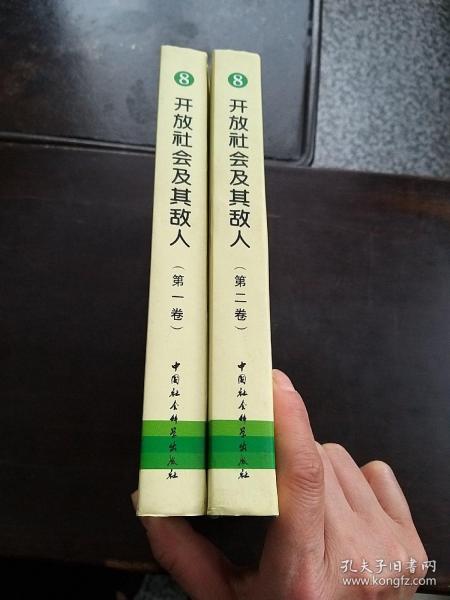 8
开放社会及其敌人
（第一卷）
中国社会科学出版社
8
开放社会及其敌人
（第二卷）
中国社会科学出版社
孔夫子旧书网
www.kongfz.com